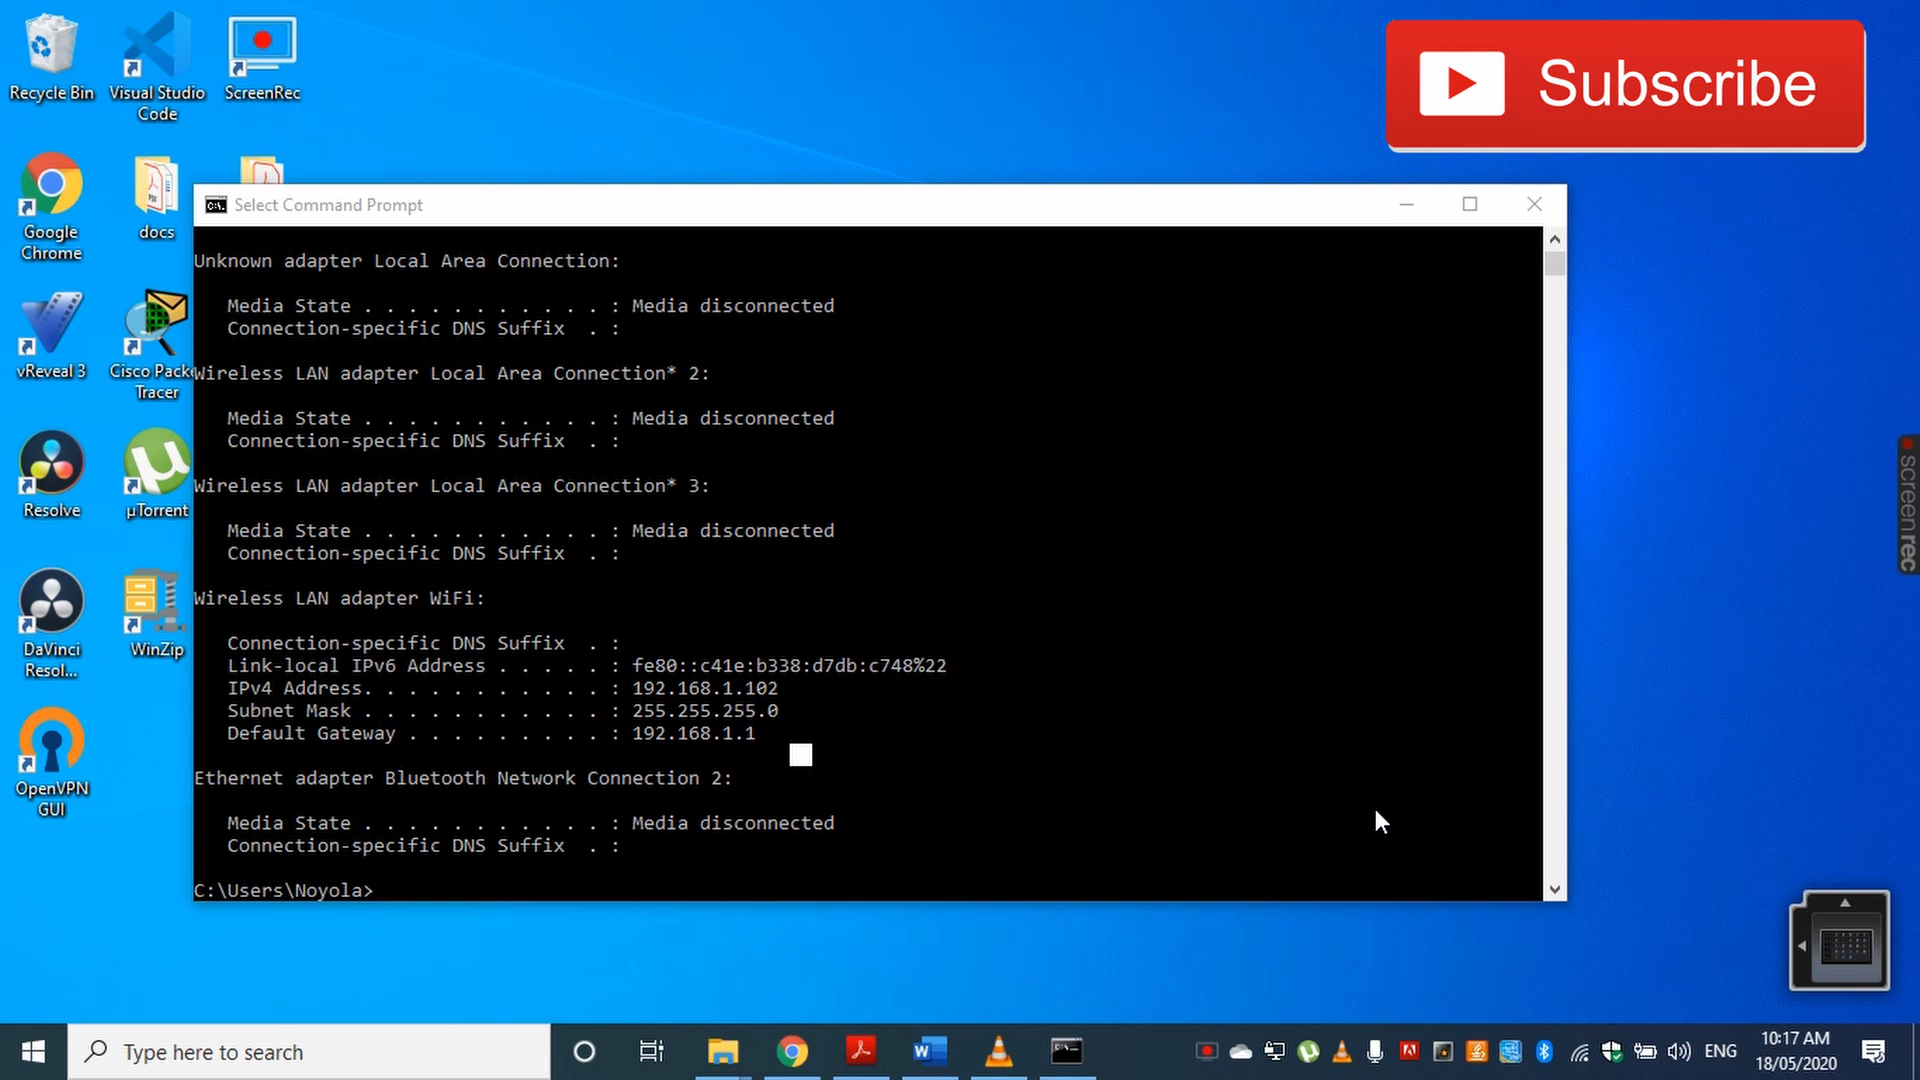 Recycle Bin
Visual Studio
Code
ScreenRec
Subscribe
Google
Chrome
docs
vReveal 3
Cisco Packe
Tracer
Resolve
µTorrent
DaVinci
Resol...
WinZip
OpenVPN
GUI
Select Command Prompt
Unknown adapter Local Area Connection:
Media State . . . . . . . . . . . : Media disconnected
Connection-specific DNS Suffix  . :
Wireless LAN adapter Local Area Connection* 2:
Media State . . . . . . . . . . . : Media disconnected
Connection-specific DNS Suffix  . :
Wireless LAN adapter Local Area Connection* 3:
Media State . . . . . . . . . . . : Media disconnected
Connection-specific DNS Suffix  . :
Wireless LAN adapter WiFi:
Connection-specific DNS Suffix  . :
Link-local IPv6 Address . . . . . : fe80::c41e:b338:d7db:c748%22
IPv4 Address. . . . . . . . . . . : 192.168.1.102
Subnet Mask . . . . . . . . . . . : 255.255.255.0
Default Gateway . . . . . . . . . : 192.168.1.1
Ethernet adapter Bluetooth Network Connection 2:
Media State . . . . . . . . . . . : Media disconnected
Connection-specific DNS Suffix  . :
C:\Users\Noyola>
screenrec
Type here to search
ENG
10:17 AM
18/05/2020